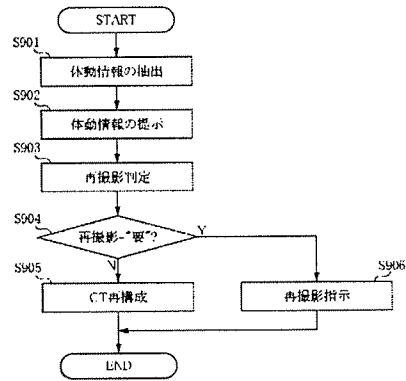 START
S901
体動情報の抽出
S902
体動情報の提示
S903
再撮影判定
S904
再撮影="要"?
Y
N
S905
CT再構成
S906
再撮影指示
END